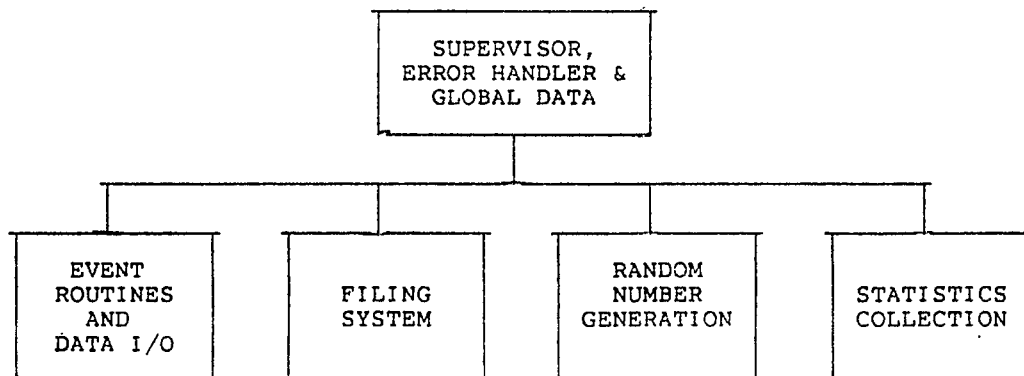 SUPERVISOR,
ERROR HANDLER &
GLOBAL DATA
EVENT
ROUTINES
AND
DATA I/O
FILING
SYSTEM
RANDOM
NUMBER
GENERATION
STATISTICS
COLLECTION